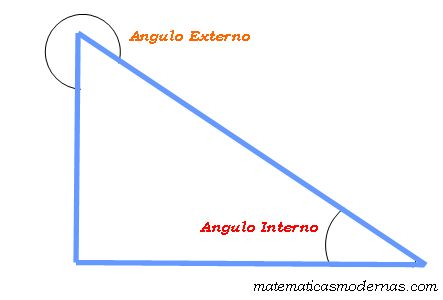 Angulo Externo
Angulo Interno
matematicasmodernas.com